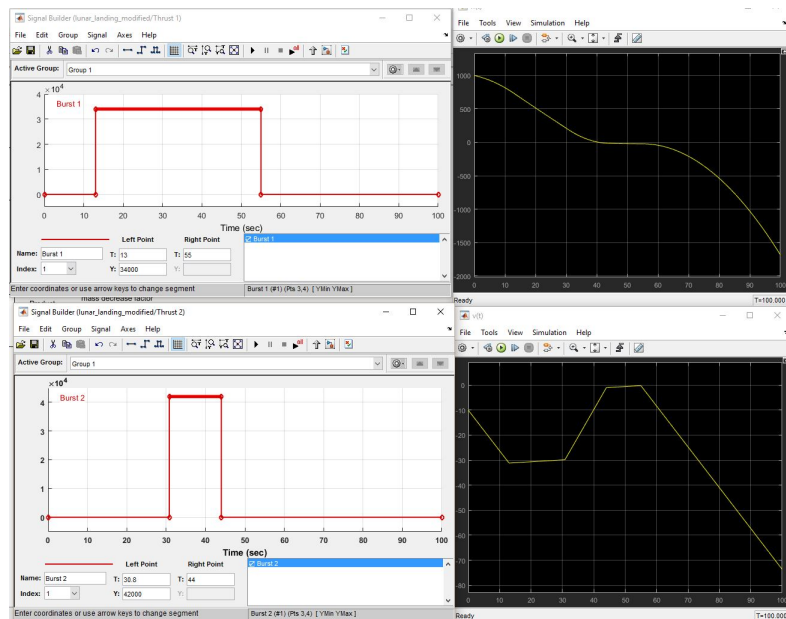 Signal Builder (lunar_landing_modified/Thrust 1)
File Edit Group Signal Axes Help
Active Group: Group 1
×10^4
Burst 1
4
3
2
1
0
0 10 20 30 40 50 60 70 80 90 100
Time (sec)
Left Point Right Point
Name: Burst 1 T: 13 T: 55
Index: 1 Y: 34000 Y:
Burst 1
Enter coordinates or use arrow keys to change segment Burst 1 (#1) (Pts 3,4) [ YMin YMax ]
File Tools View Simulation Help
1000
500
0
-500
-1000
-1500
-2000
0 10 20 30 40 50 60 70 80 90 100
Ready T=100.000
mass decrease factor
Signal Builder (lunar_landing_modified/Thrust 2)
File Edit Group Signal Axes Help
Active Group: Group 1
×10^4
Burst 2
4
3
2
1
0
0 10 20 30 40 50 60 70 80 90 100
Time (sec)
Left Point Right Point
Name: Burst 2 T: 30.8 T: 44
Index: 1 Y: 42000 Y:
Burst 2
Enter coordinates or use arrow keys to change segment Burst 2 (#1) (Pts 3,4) [ YMin YMax ]
v(t)
File Tools View Simulation Help
0
-10
-20
-30
-40
-50
-60
-70
-80
0 10 20 30 40 50 60 70 80 90 100
Ready T=100.000